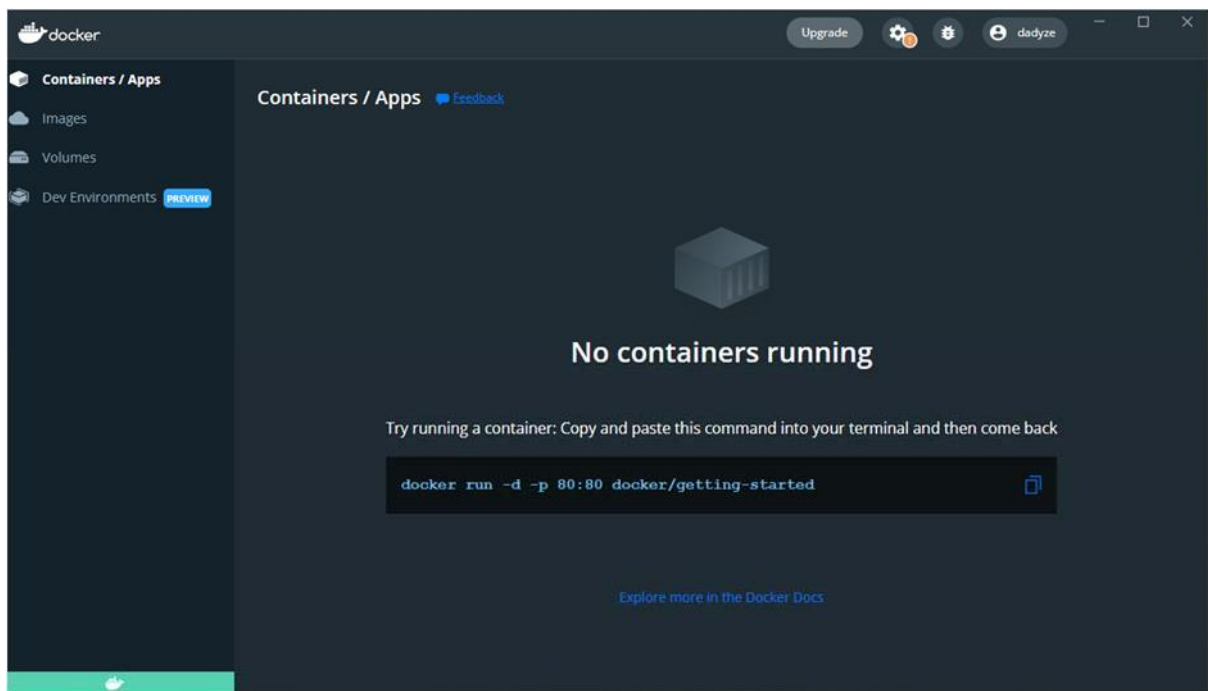 docker
Upgrade
dadyze
Containers / Apps
Images
Volumes
Dev Environments PREVIEW
Containers / Apps Feedback
No containers running
Try running a container: Copy and paste this command into your terminal and then come back
docker run -d -p 80:80 docker/getting-started
Explore more in the Docker Docs